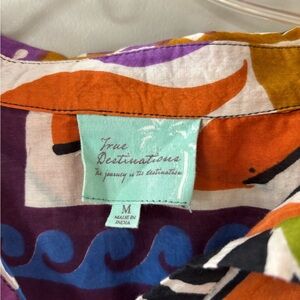 True
Destinations
the journey is the destination
M
MADE IN
INDIA